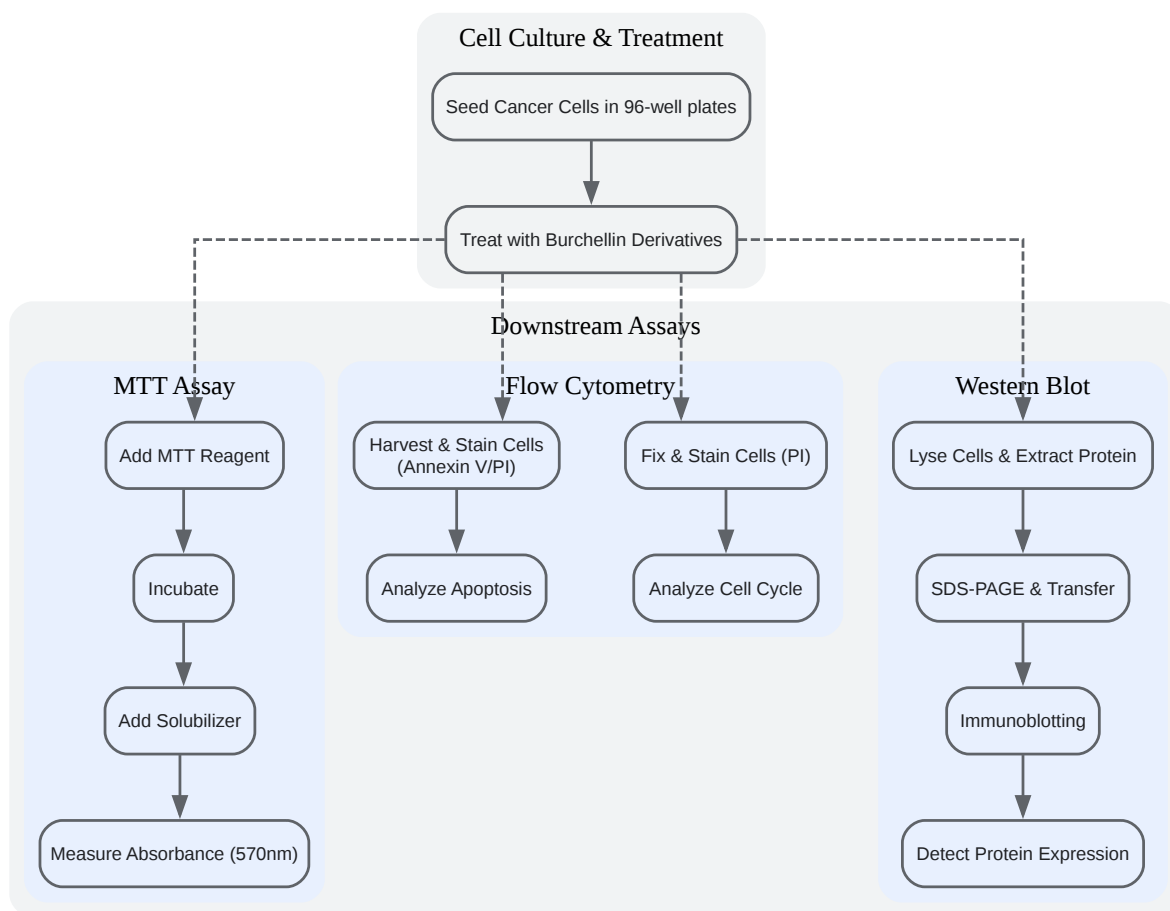 Cell Culture & Treatment
Seed Cancer Cells in 96-well plates
Treat with Burchellin Derivatives
Downstream Assays
MTT Assay
Add MTT Reagent
Incubate
Add Solubilizer
Measure Absorbance (570nm)
Flow Cytometry
Harvest & Stain Cells
(Annexin V/PI)
Analyze Apoptosis
Fix & Stain Cells (PI)
Analyze Cell Cycle
Western Blot
Lyse Cells & Extract Protein
SDS-PAGE & Transfer
Immunoblotting
Detect Protein Expression